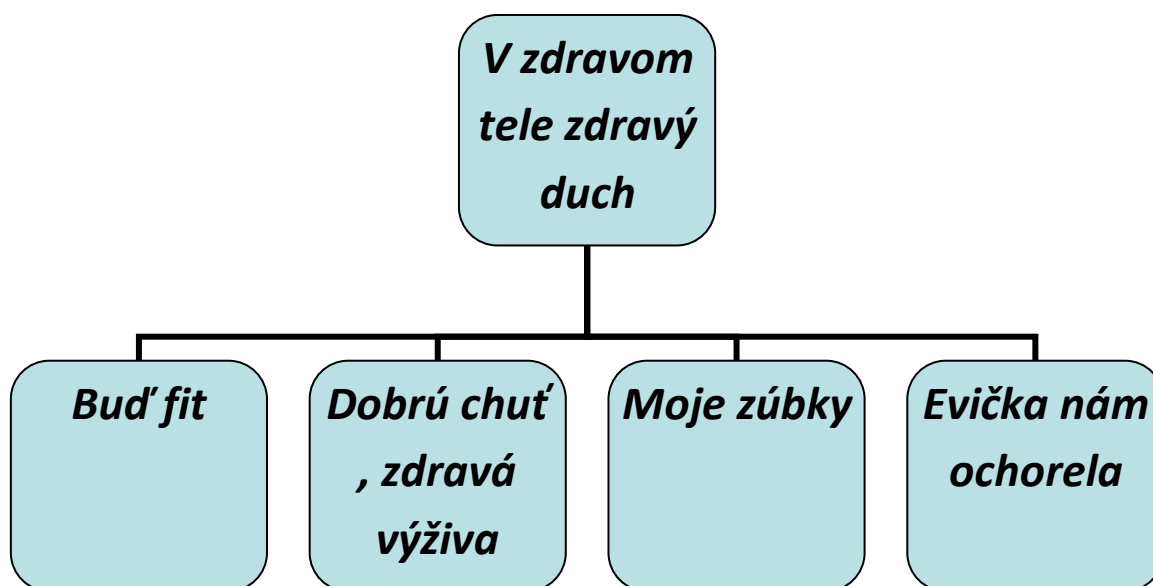 V zdravom
tele zdravý
duch
Buď fit
Dobrú chuť
, zdravá
výživa
Moje zúbky
Evička nám
ochorela